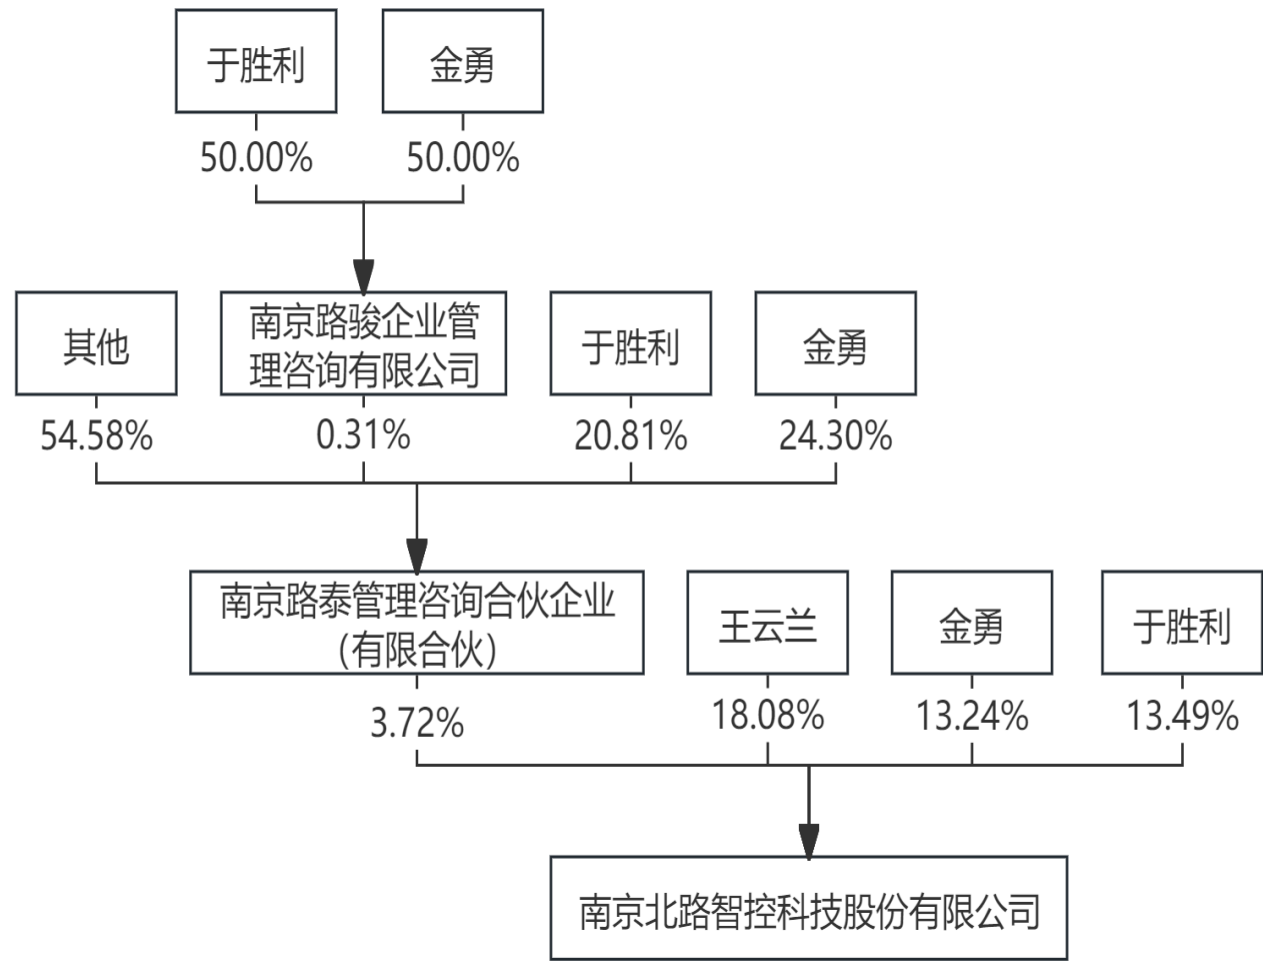 于胜利
金勇
50.00%
50.00%
其他
南京路骏企业管
理咨询有限公司
于胜利
金勇
54.58%
0.31%
20.81%
24.30%
南京路泰管理咨询合伙企业
（有限合伙）
王云兰
金勇
于胜利
3.72%
18.08%
13.24%
13.49%
南京北路智控科技股份有限公司